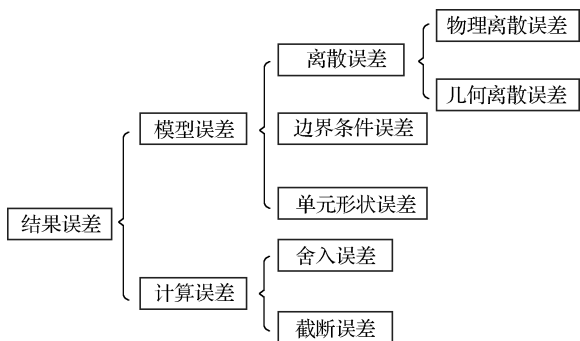 物理离散误差
离散误差
几何离散误差
模型误差
边界条件误差
单元形状误差
结果误差
舍入误差
计算误差
截断误差